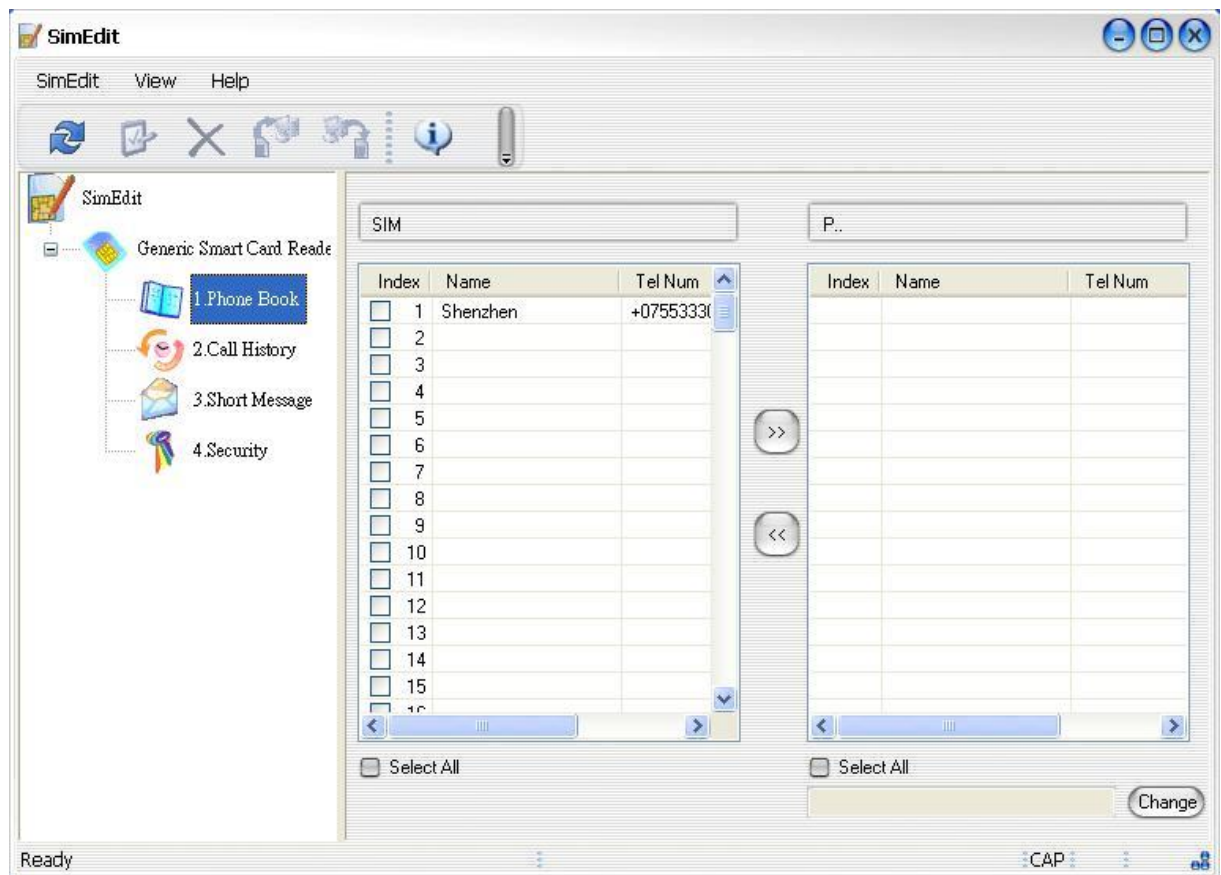 SimEdit
SimEdit View Help
SimEdit
Generic Smart Card Reade
1.Phone Book
2.Call History
3.Short Message
4.Security
SIM
Index Name Tel Num
1 Shenzhen +07553330
2
3
4
5
6
7
8
9
10
11
12
13
14
15
16
Select All
>>
<<
P..
Index Name Tel Num
Select All
Change
Ready CAP